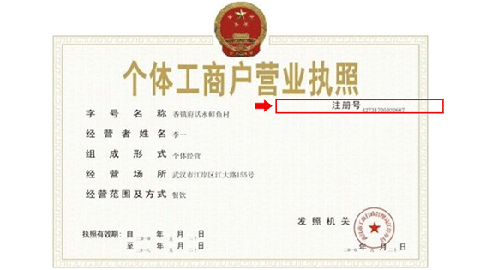 个体工商户营业执照
注册号
字号名称 香镇府活水鲜鱼村
经营者姓名 李一
组成形式 个体经营
经营场所 武汉市江岸区汇大路155号
经营范围及方式 餐饮
发照机关
执照有效期：自 年 月 日
至 年 月 日
年 月 日